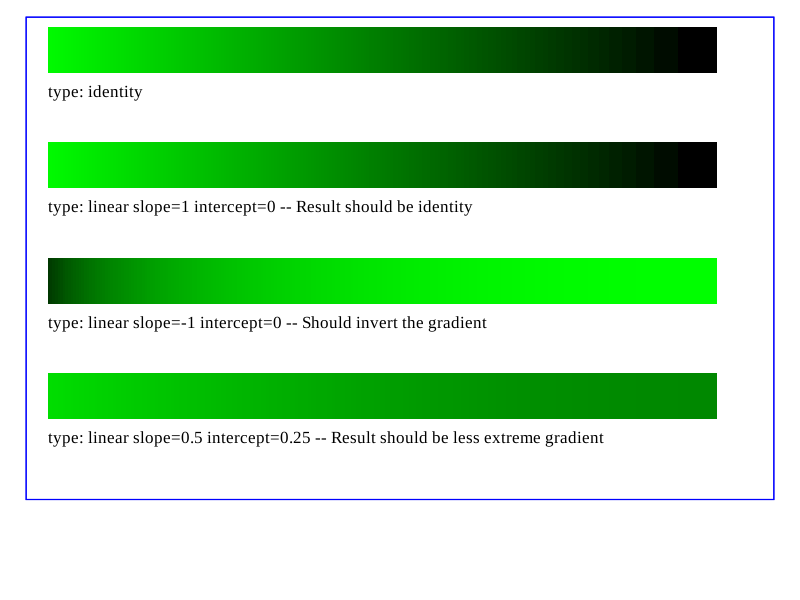 type: identity
type: linear slope=1 intercept=0 -- Result should be identity
type: linear slope=-1 intercept=0 -- Should invert the gradient
type: linear slope=0.5 intercept=0.25 -- Result should be less extreme gradient